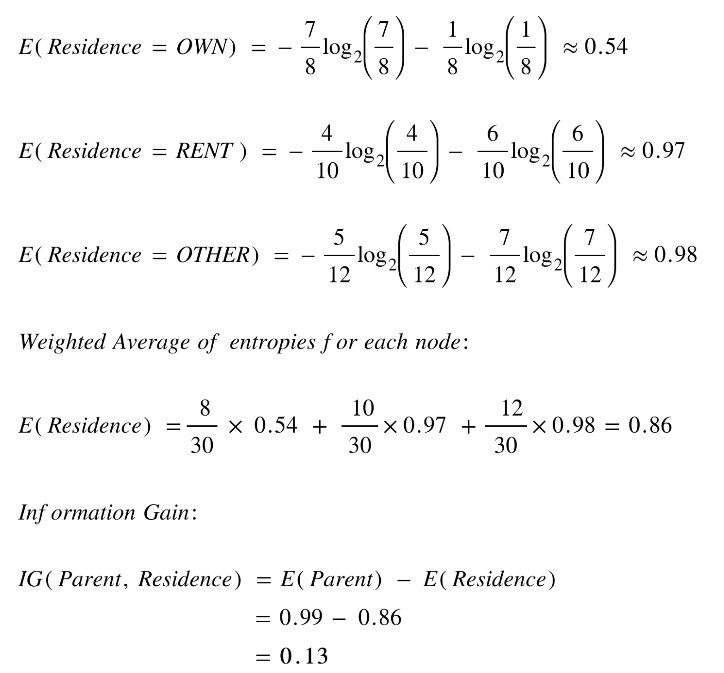 E( Residence = OWN) = − 7/8 log₂(7/8) − 1/8 log₂(1/8) ≈ 0.54
E( Residence = RENT ) = − 4/10 log₂(4/10) − 6/10 log₂(6/10) ≈ 0.97
E( Residence = OTHER) = − 5/12 log₂(5/12) − 7/12 log₂(7/12) ≈ 0.98
Weighted Average of entropies for each node:
E( Residence) = 8/30 × 0.54 + 10/30 × 0.97 + 12/30 × 0.98 = 0.86
Information Gain:
IG( Parent, Residence) = E( Parent) − E( Residence)
= 0.99 − 0.86
= 0.13